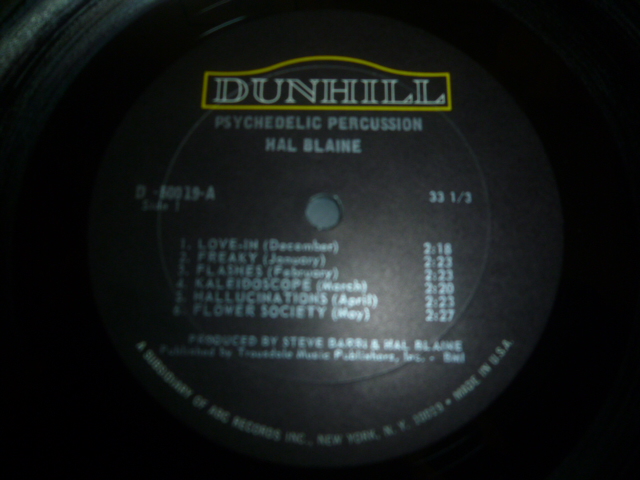 DUNHILL
PSYCHEDELIC PERCUSSION
HAL BLAINE
D -50019-A 33 1/3
Side 1
1. LOVE-IN (December) 2:18
2. FREAKY (January) 2:23
3. FLASHES (February) 2:23
4. KALEIDOSCOPE (March) 2:20
5. HALLUCINATIONS (April) 2:23
6. FLOWER SOCIETY (May) 2:27
PRODUCED BY STEVE BARRI & HAL BLAINE
Published by Trousdale Music Publishers, Inc. - BMI
A SUBSIDIARY OF ABC RECORDS INC., NEW YORK, N. Y. 10019 • MADE IN U.S.A.